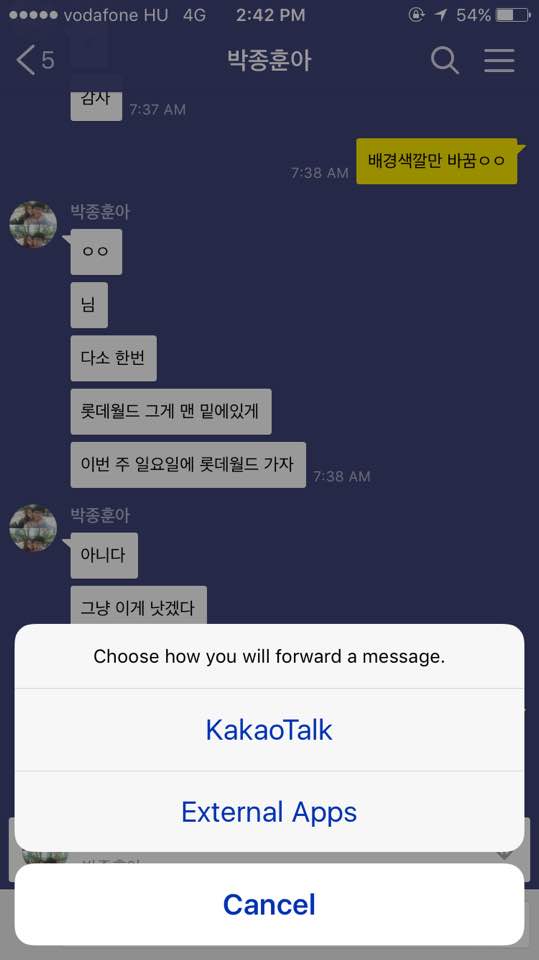 vodafone HU 4G 2:42 PM 54%
5 박종훈아
감사
7:37 AM
배경색깔만 바꿈ㅇㅇ
7:38 AM
박종훈아
ㅇㅇ
님
다소 한번
롯데월드 그게 맨 밑에있게
이번 주 일요일에 롯데월드 가자
7:38 AM
박종훈아
아니다
그냥 이게 낫겠다
Choose how you will forward a message.
KakaoTalk
External Apps
Cancel